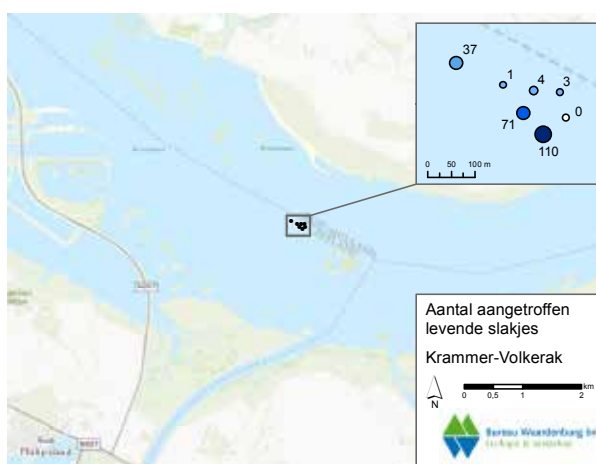 37
1
4
3
0
71
110
0 50 100 m
Aantal aangetroffen
levende slakjes
Krammer-Volkerak
N
km
0 0,5 1 2
Bureau Waardenburg bv